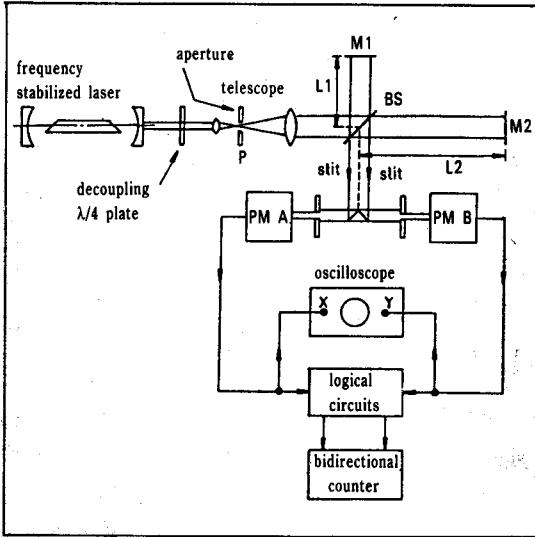 M1
aperture
frequency
stabilized laser
telescope
L1
BS
M2
P
decoupling
λ/4 plate
slit
slit
L2
PM A
PM B
oscilloscope
X
Y
logical
circuits
bidirectional
counter